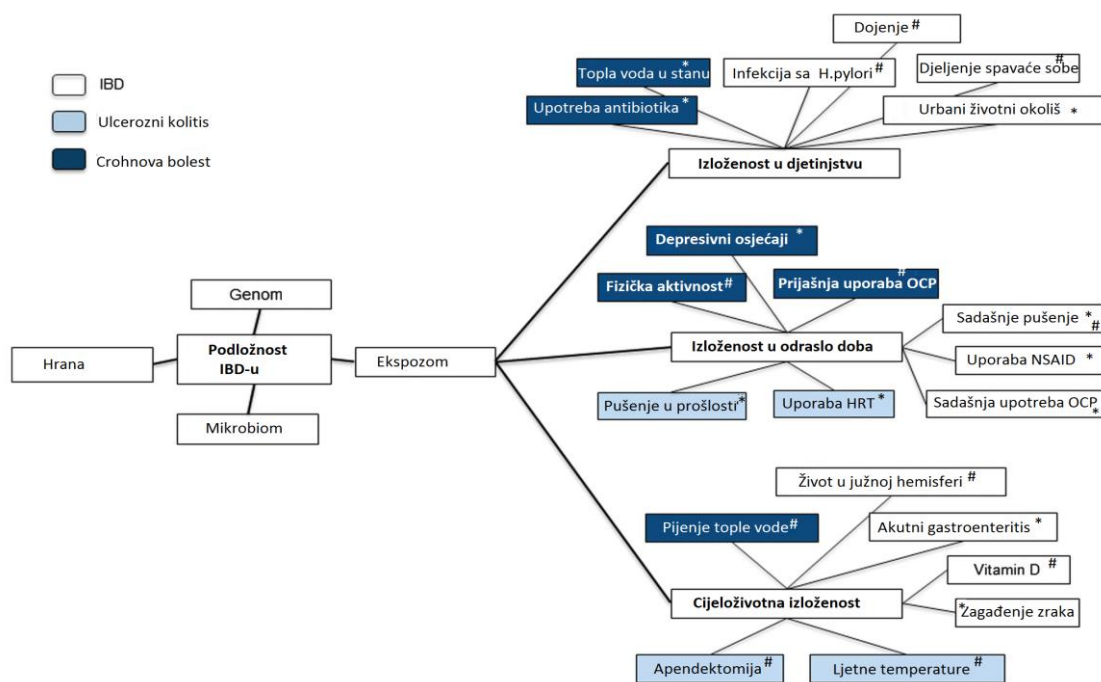 Dojenje #
IBD
Topla voda u stanu *
Infekcija sa H.pylori #
Djeljenje spavaće sobe #
Ulcerozni kolitis
Upotreba antibiotika *
Urbani životni okoliš *
Crohnova bolest
Izloženost u djetinjstvu
Depresivni osjećaji *
Fizička aktivnost #
Prijašnja uporaba OCP #
Genom
Sadašnje pušenje * #
Hrana
Podložnost
IBD-u
Ekspozom
Izloženost u odraslo doba
Uporaba NSAID *
Pušenje u prošlosti *
Uporaba HRT *
Sadašnja upotreba OCP *
Mikrobiom
Život u južnoj hemisferi #
Pijenje tople vode #
Akutni gastroenteritis *
Vitamin D #
Cijeloživotna izloženost
*Zagađenje zraka
Apendektomija #
Ljetne temperature #